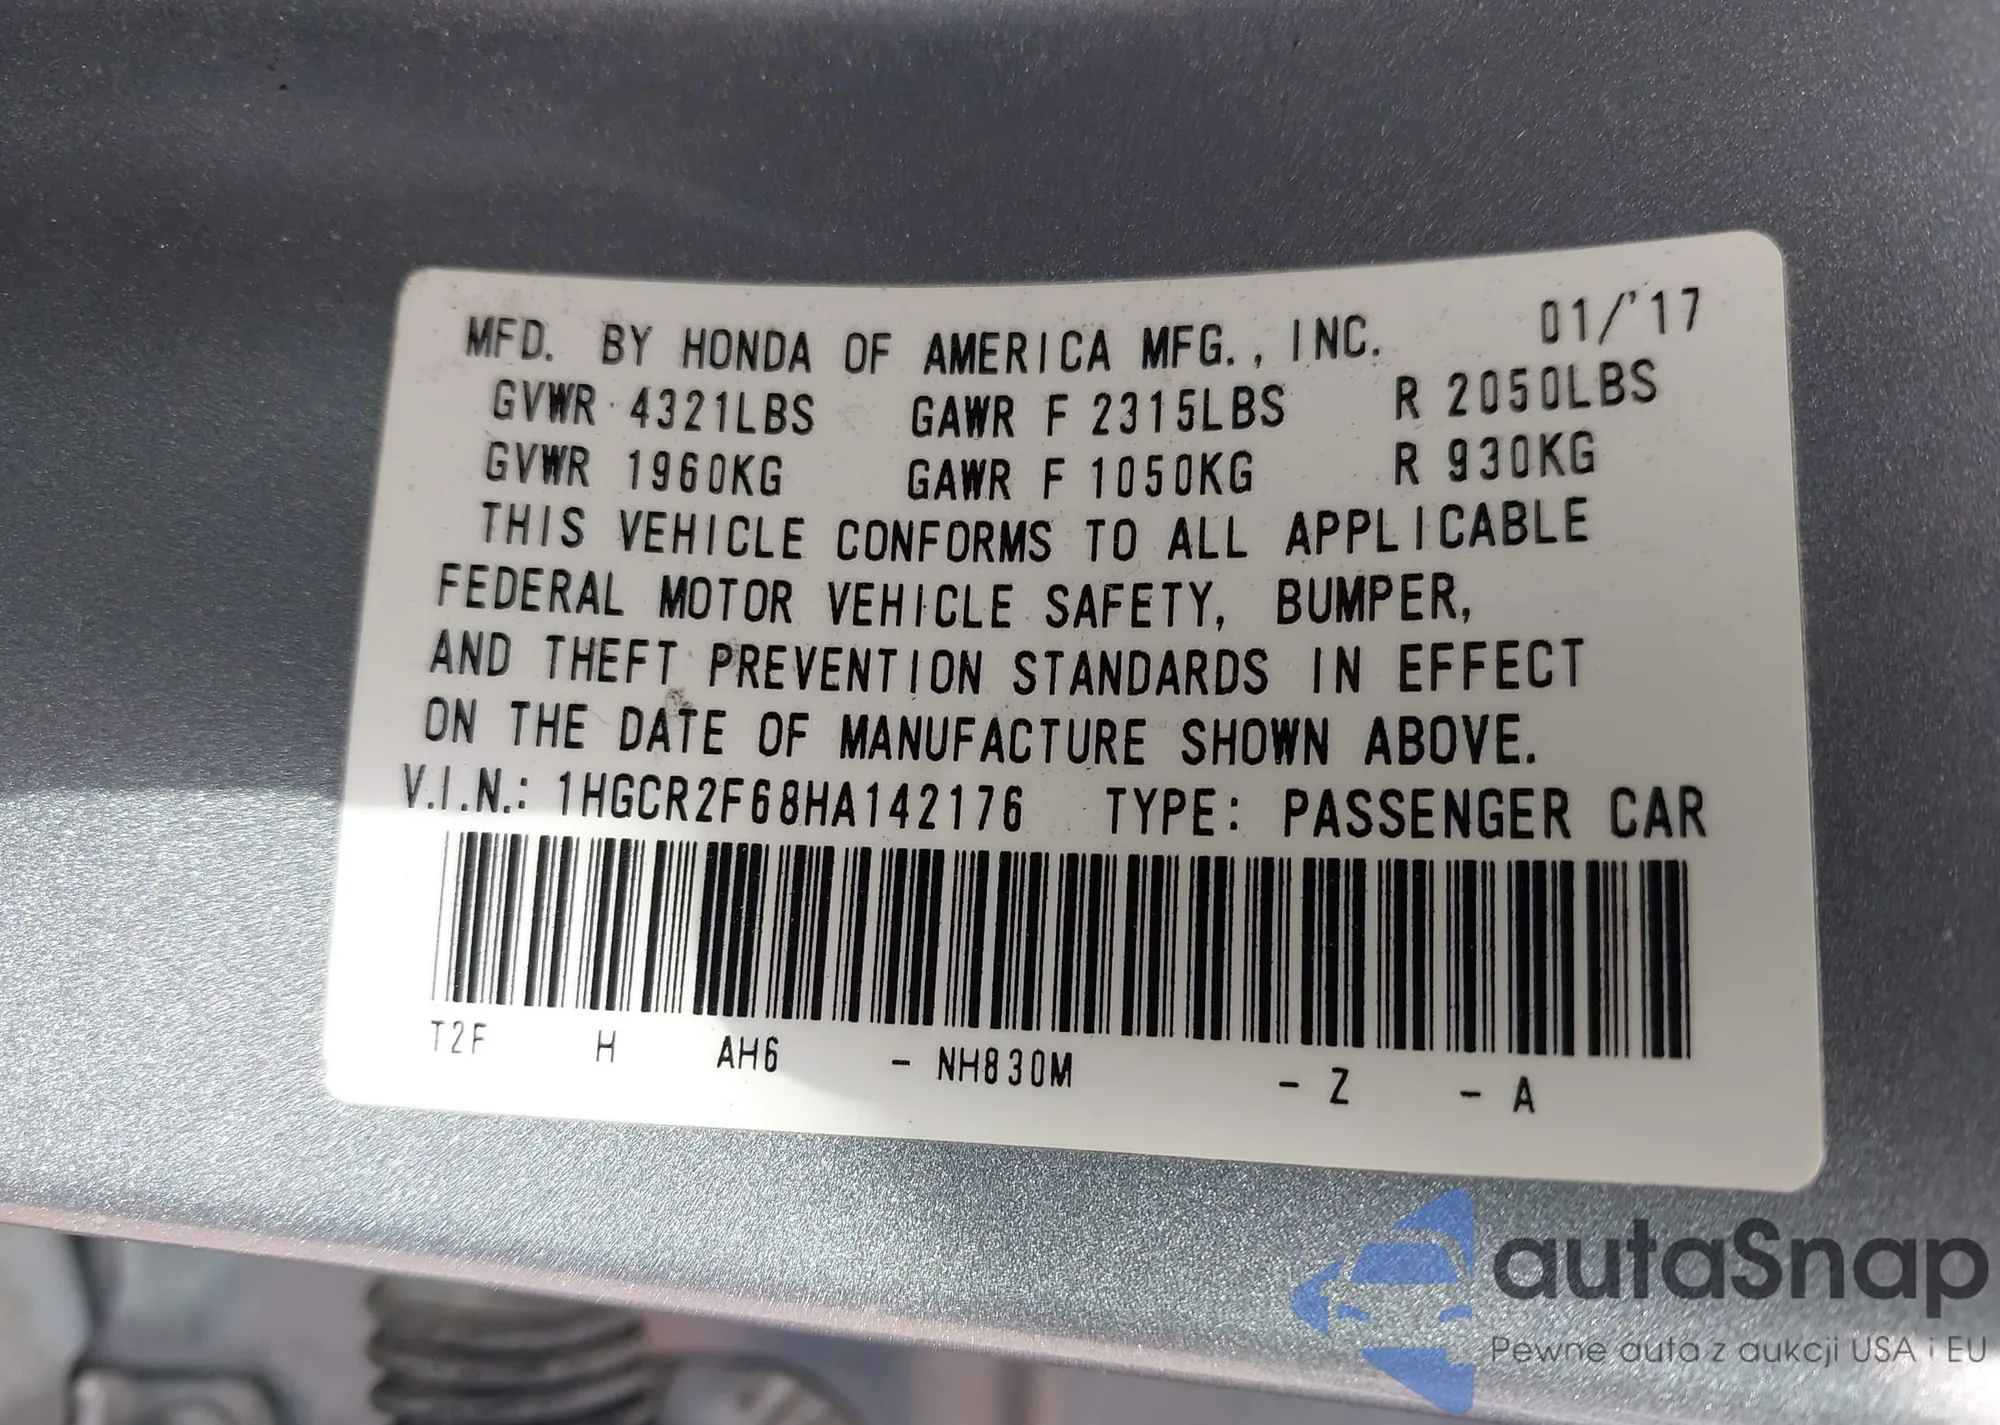 MFD. BY HONDA OF AMERICA MFG., INC. 01/'17
GVWR 4321LBS GAWR F 2315LBS R 2050LBS
GVWR 1960KG GAWR F 1050KG R 930KG
THIS VEHICLE CONFORMS TO ALL APPLICABLE
FEDERAL MOTOR VEHICLE SAFETY, BUMPER,
AND THEFT PREVENTION STANDARDS IN EFFECT
ON THE DATE OF MANUFACTURE SHOWN ABOVE.
V.I.N.: 1HGCR2F68HA142176 TYPE: PASSENGER CAR
T2F H AH6 - NH830M - Z - A
autaSnap
Pewne auta z aukcji USA i EU